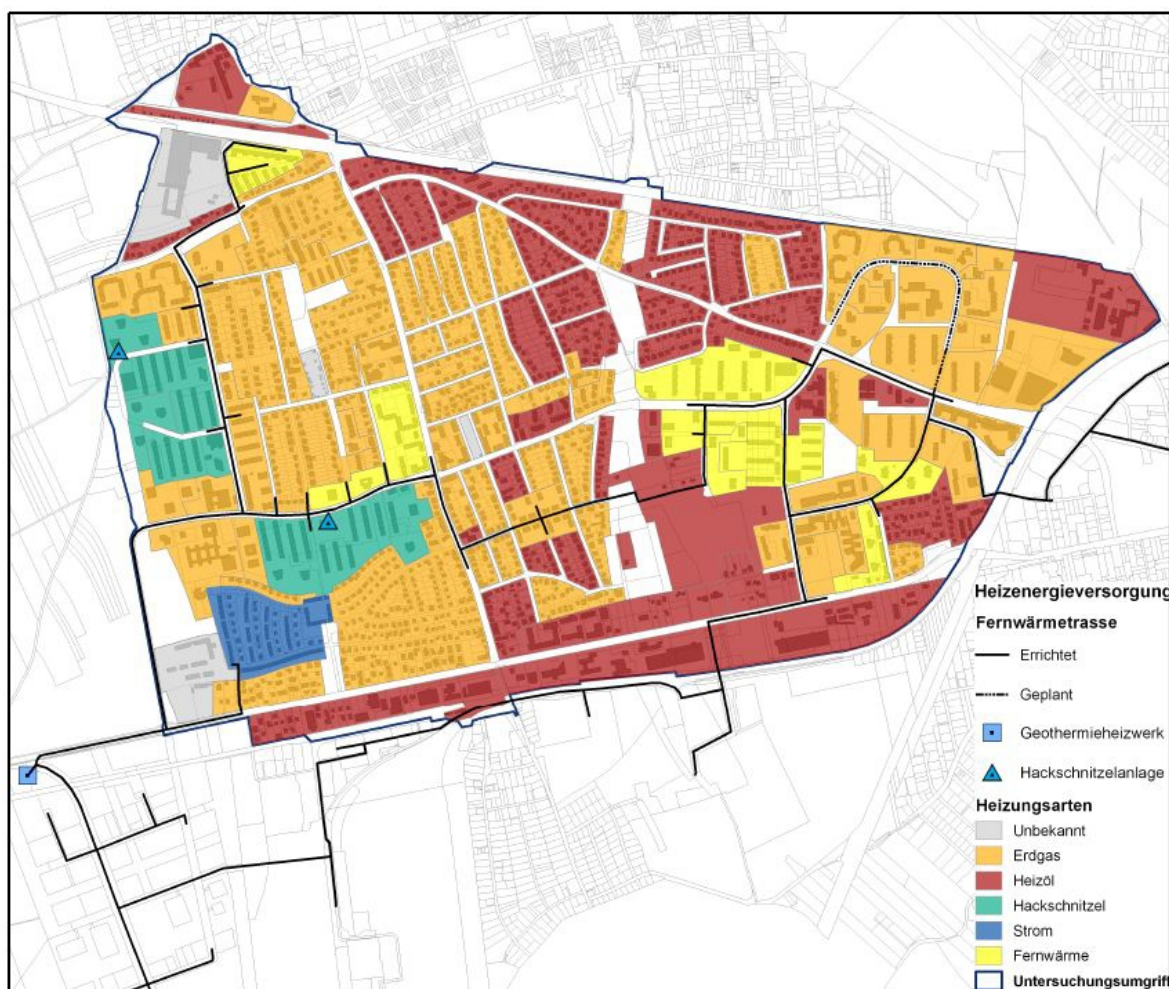 Heizenergieversorgung
Fernwärmetrasse
Errichtet
Geplant
Geothermieheizwerk
Hackschnitzelanlage
Heizungsarten
Unbekannt
Erdgas
Heizöl
Hackschnitzel
Strom
Fernwärme
Untersuchungsumgriff